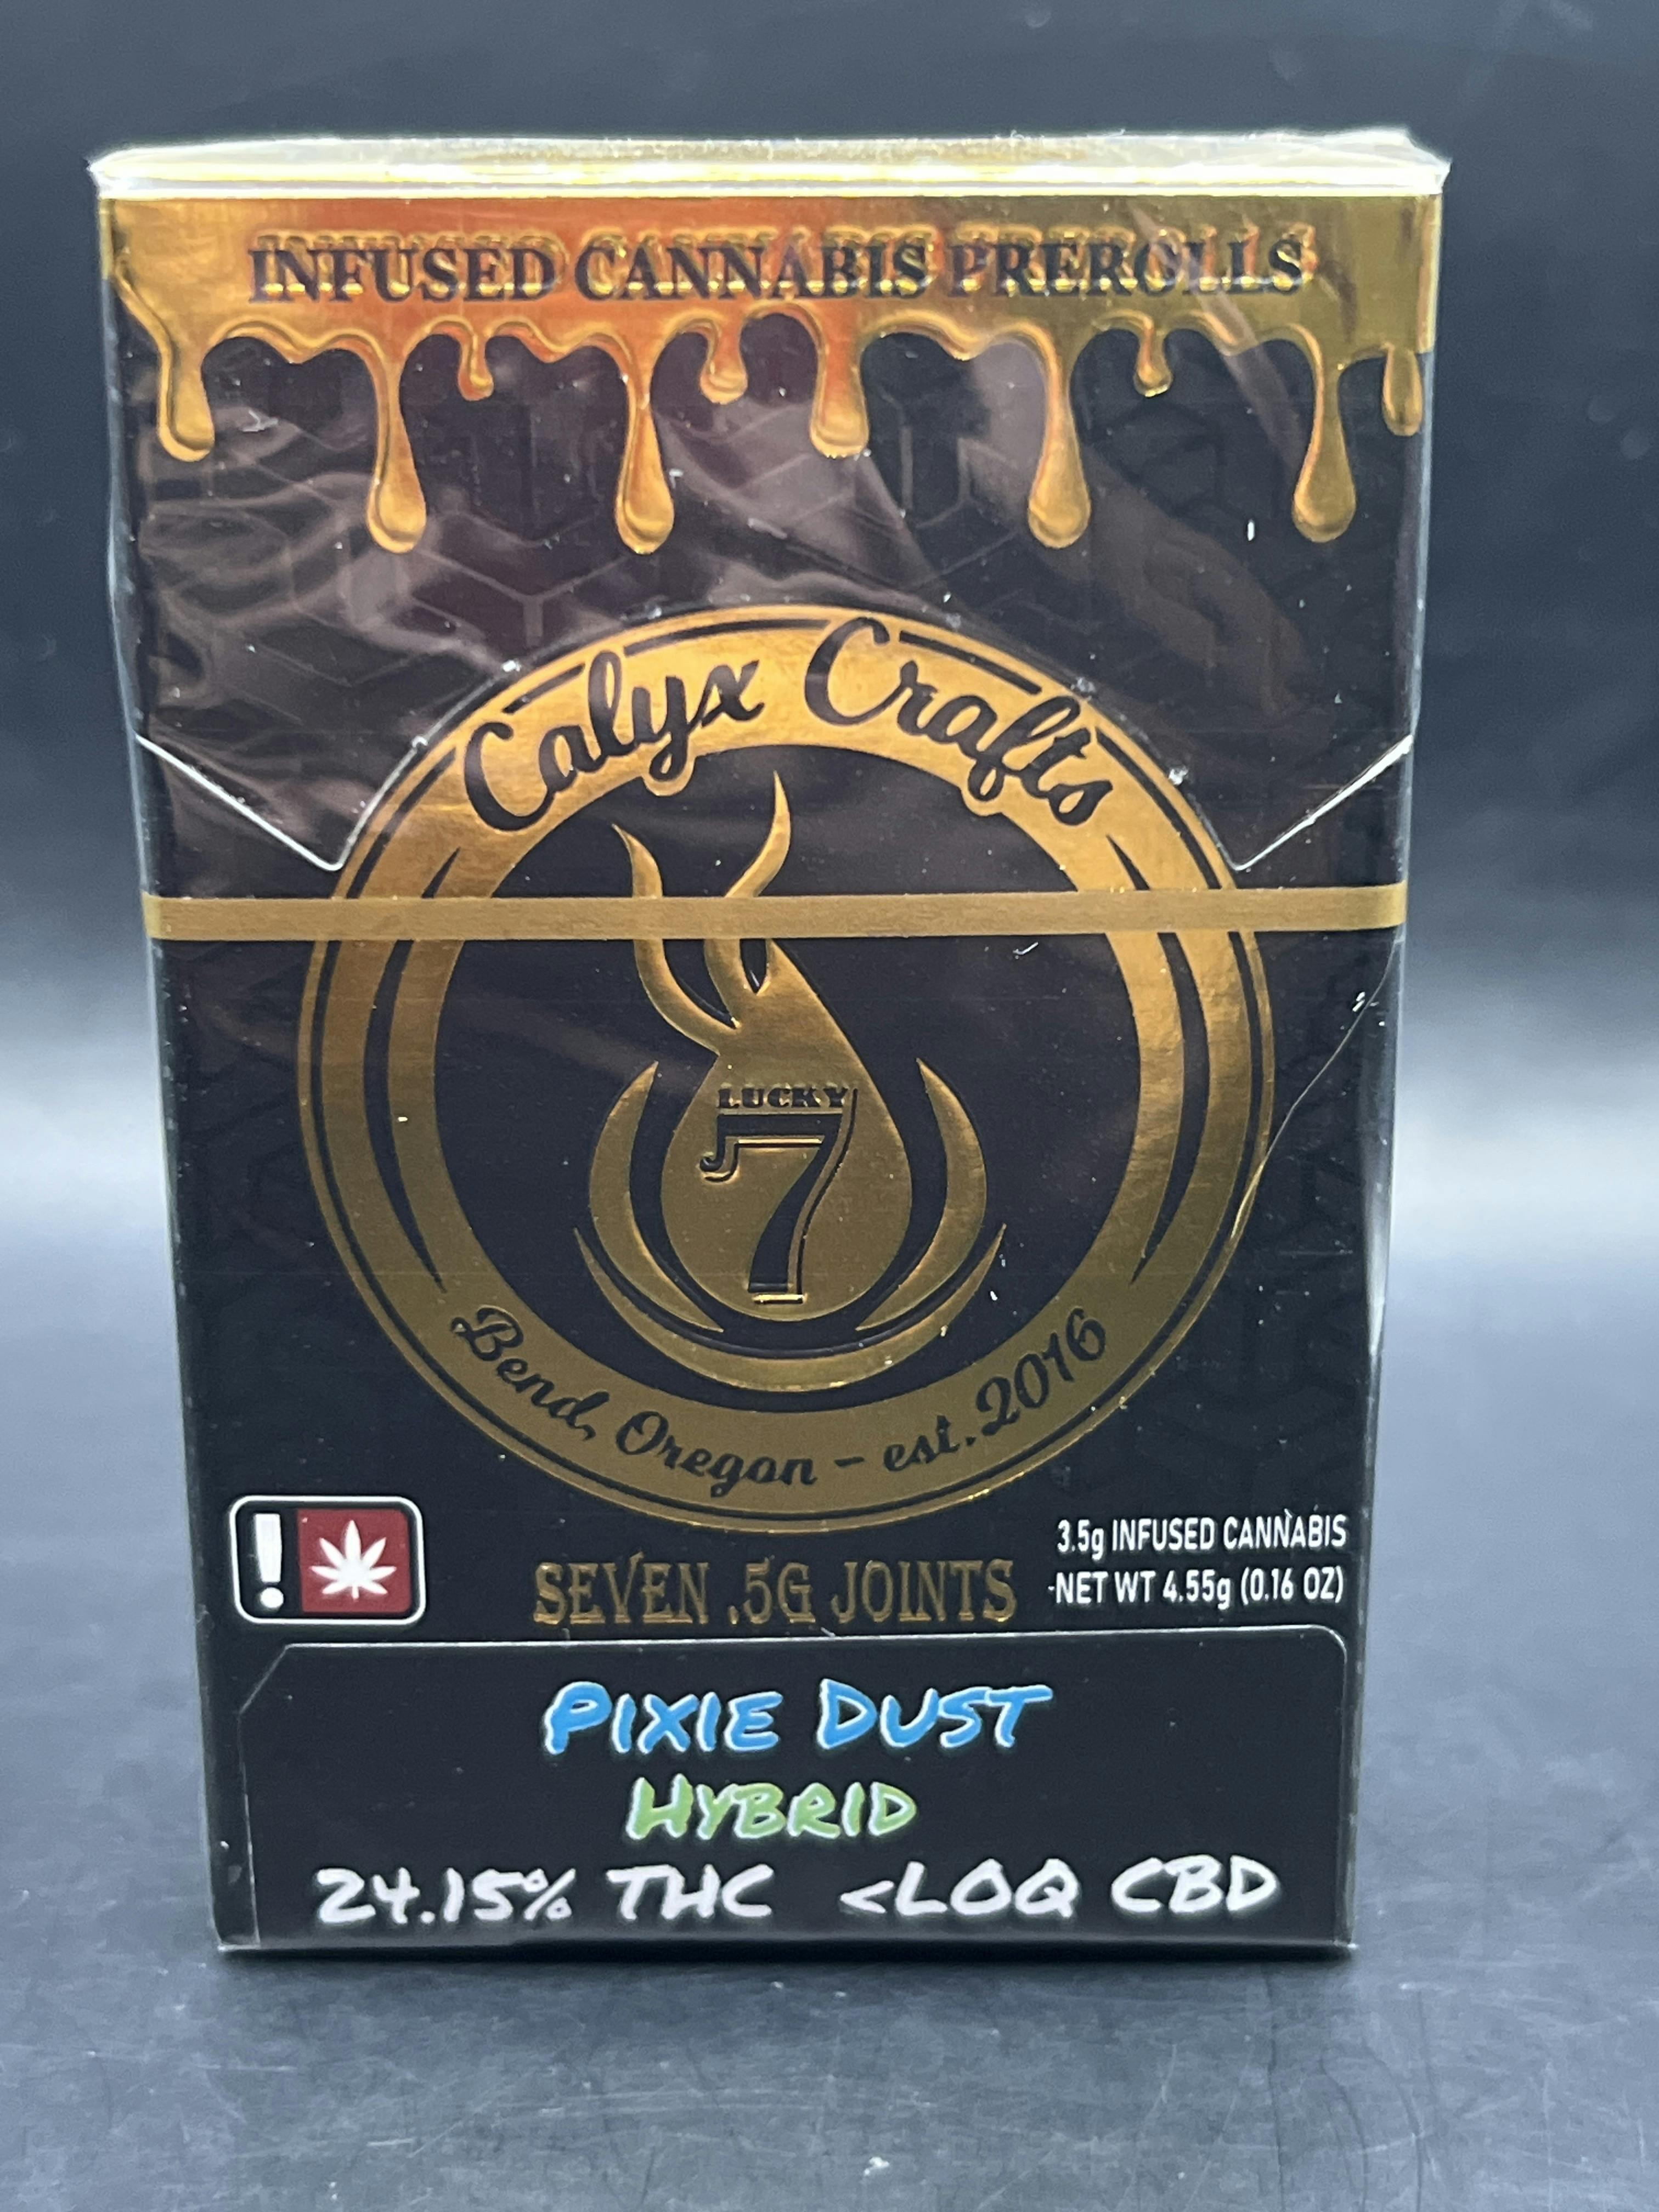 INFUSED CANNABIS PREROLLS
Calyx Crafts
LUCKY
7
Bend, Oregon - est. 2016
3.5g INFUSED CANNABIS
NET WT 4.55g (0.16 OZ)
SEVEN .5G JOINTS
PIXIE DUST
HYBRID
24.15% THC <LOQ CBD